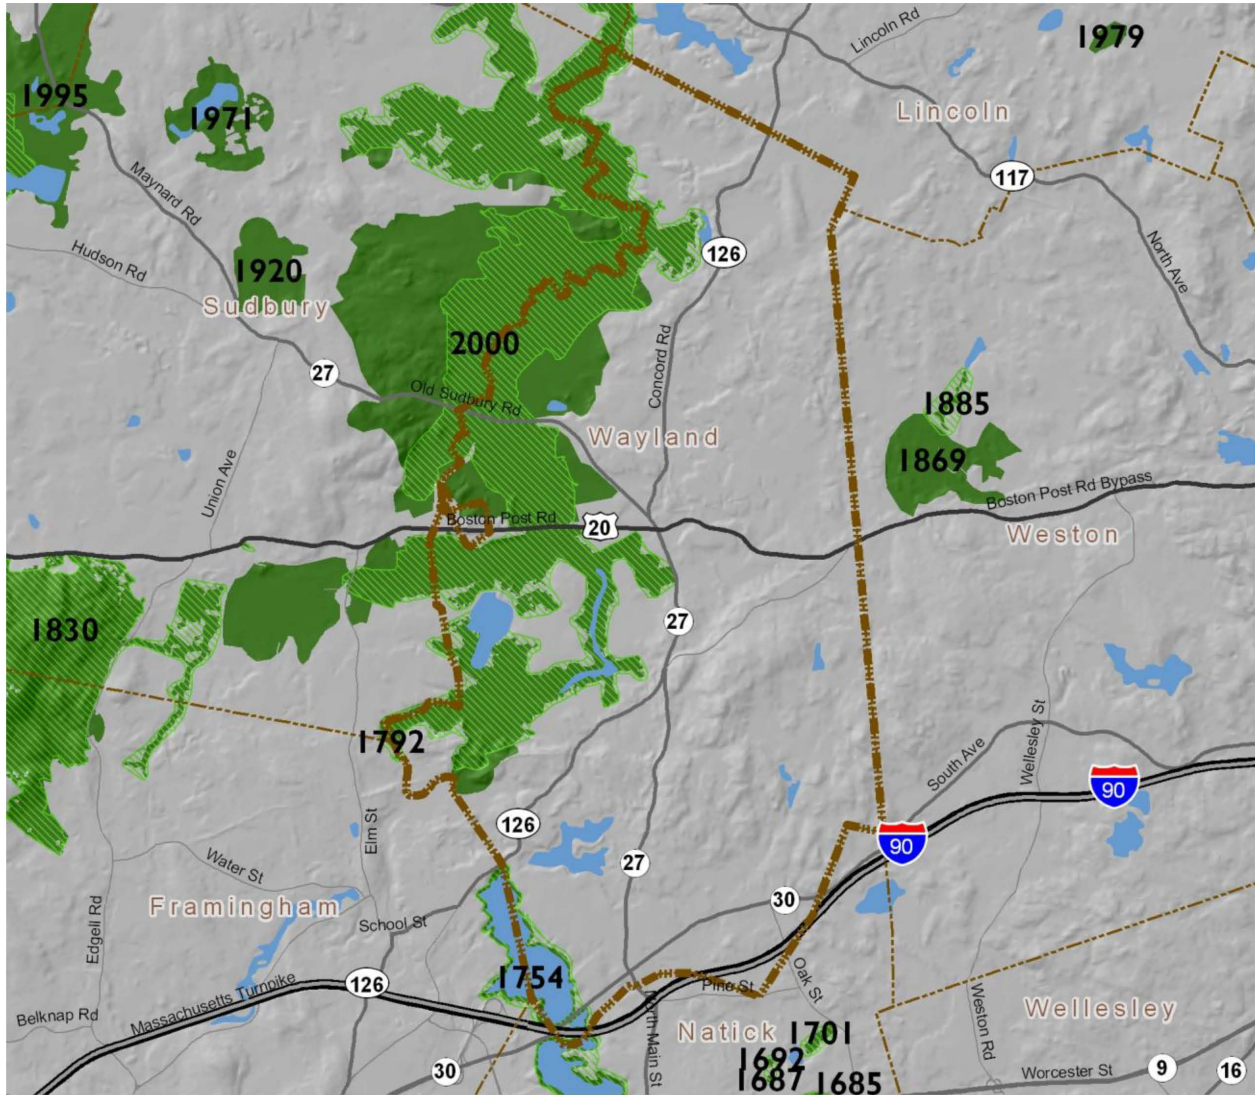 Lincoln Rd
1979
1995
1971
Lincoln
117
Maynard Rd
Hudson Rd
126
North Ave
1920
Sudbury
2000
Concord Rd
27
Old Sudbury Rd
1885
Wayland
1869
Union Ave
Boston Post Rd Bypass
Boston Post Rd
20
Weston
1830
27
1792
Wellesley St
South Ave
90
Elm St
126
90
27
Water St
30
Framingham
School St
Edgell Rd
1754
Oak St
126
Massachusetts Turnpike
Pine St
Belknap Rd
North Main St
Weston Rd
Wellesley
Natick
1701
1692
30
1687
1685
Worcester St
9
16